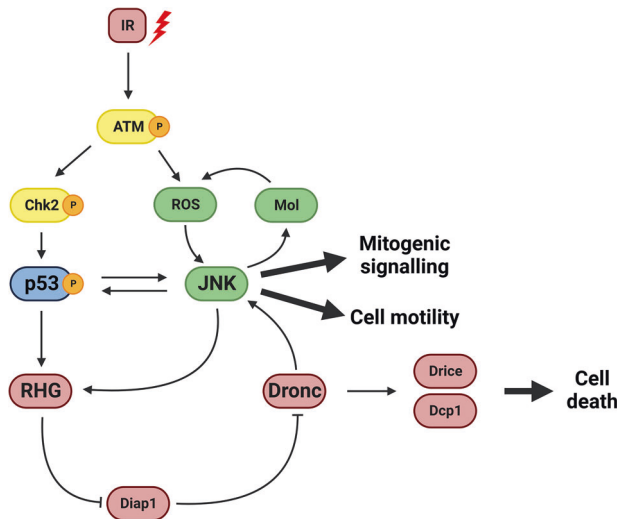 IR
ATM P
Chk2 P
ROS
Mol
Mitogenic
signalling
p53 P
JNK
Cell motility
RHG
Dronc
Drice
Dcp1
Cell
death
Diap1